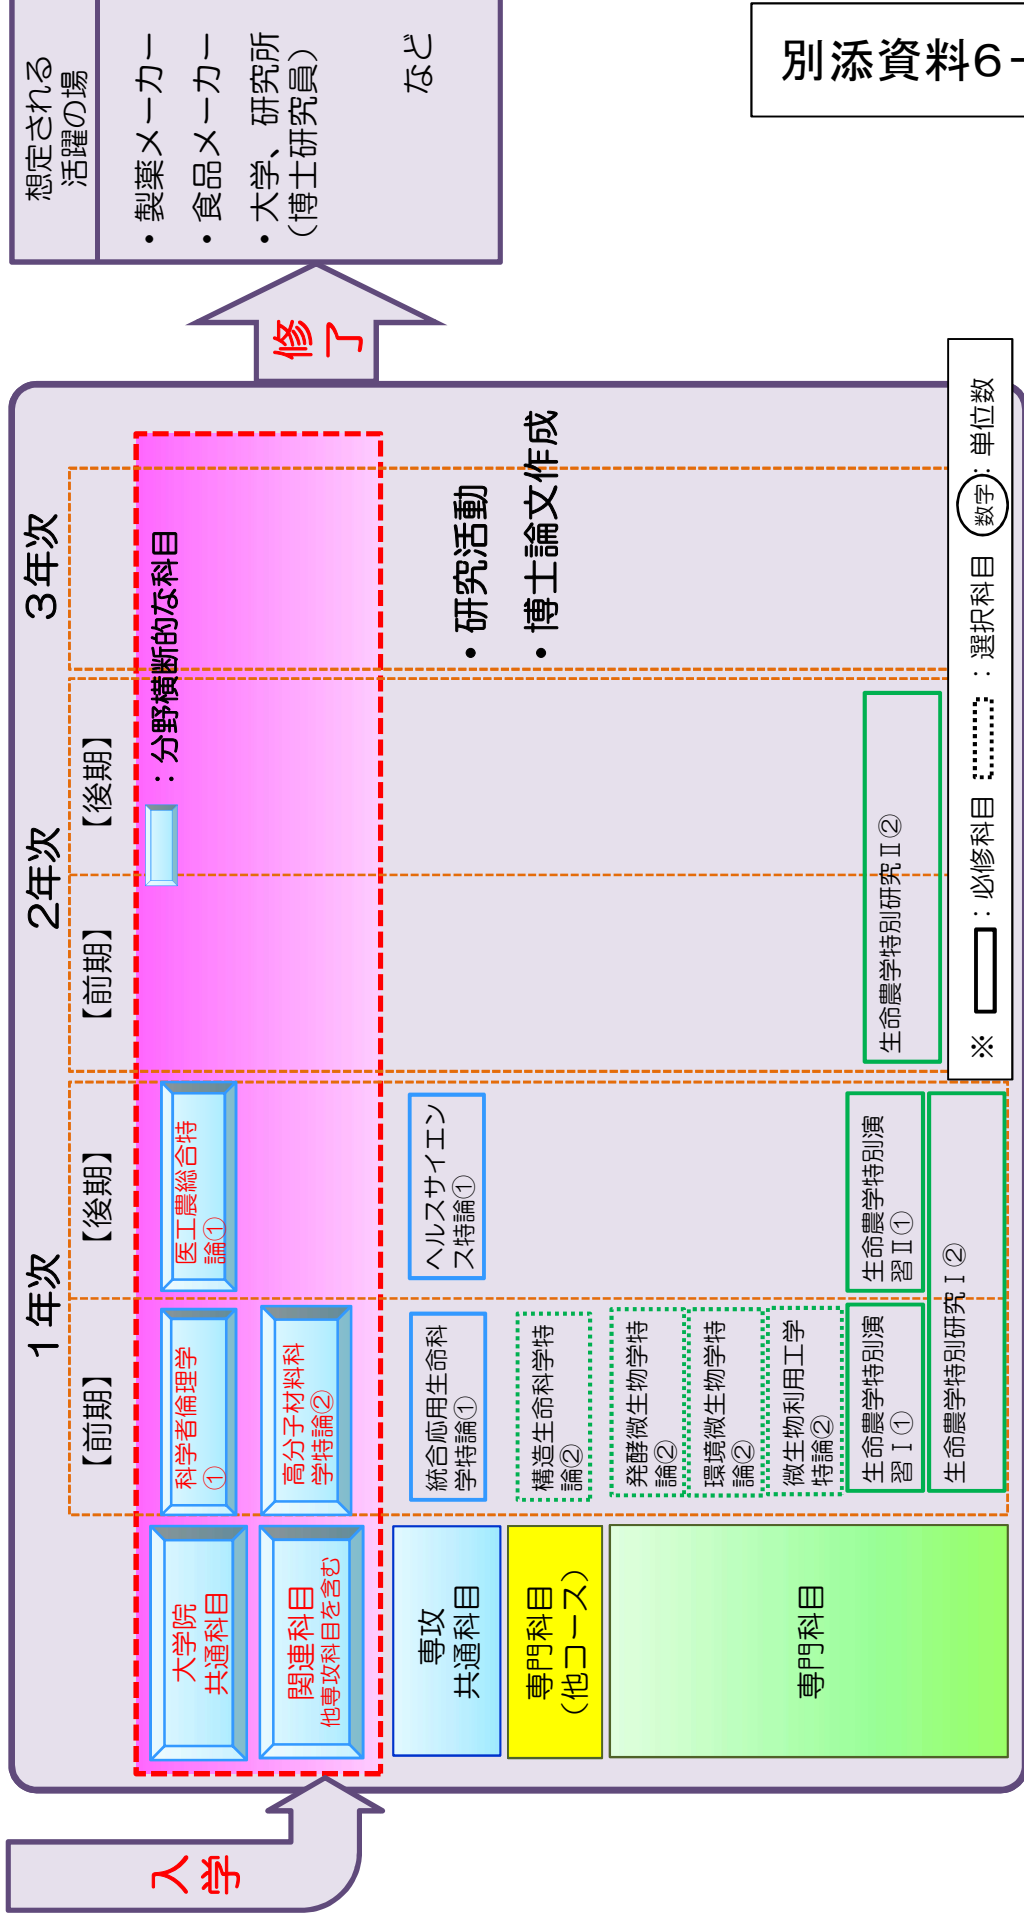 別添資料6-
入
学
1年次
2年次
3年次
【前期】
【後期】
【前期】
【後期】
：分野横断的な科目
大学院
共通科目
科学者倫理学
①
医工農総合特
論①
関連科目
他専攻科目を含む
高分子材料科
学特論②
専攻
共通科目
統合応用生命科
学特論①
ヘルスサイエン
ス特論①
専門科目
（他コース）
構造生命科学特
論②
専門科目
発酵微生物学特
論②
環境微生物学特
論②
微生物利用工学
特論②
生命農学特別演
習Ⅰ①
生命農学特別演
習Ⅱ①
生命農学特別研究Ⅰ②
生命農学特別研究Ⅱ②
・研究活動
・博士論文作成
※ ：必修科目 ：選択科目 数字：単位数
修
了
想定される
活躍の場
・製薬メーカー
・食品メーカー
・大学、研究所
（博士研究員）
など